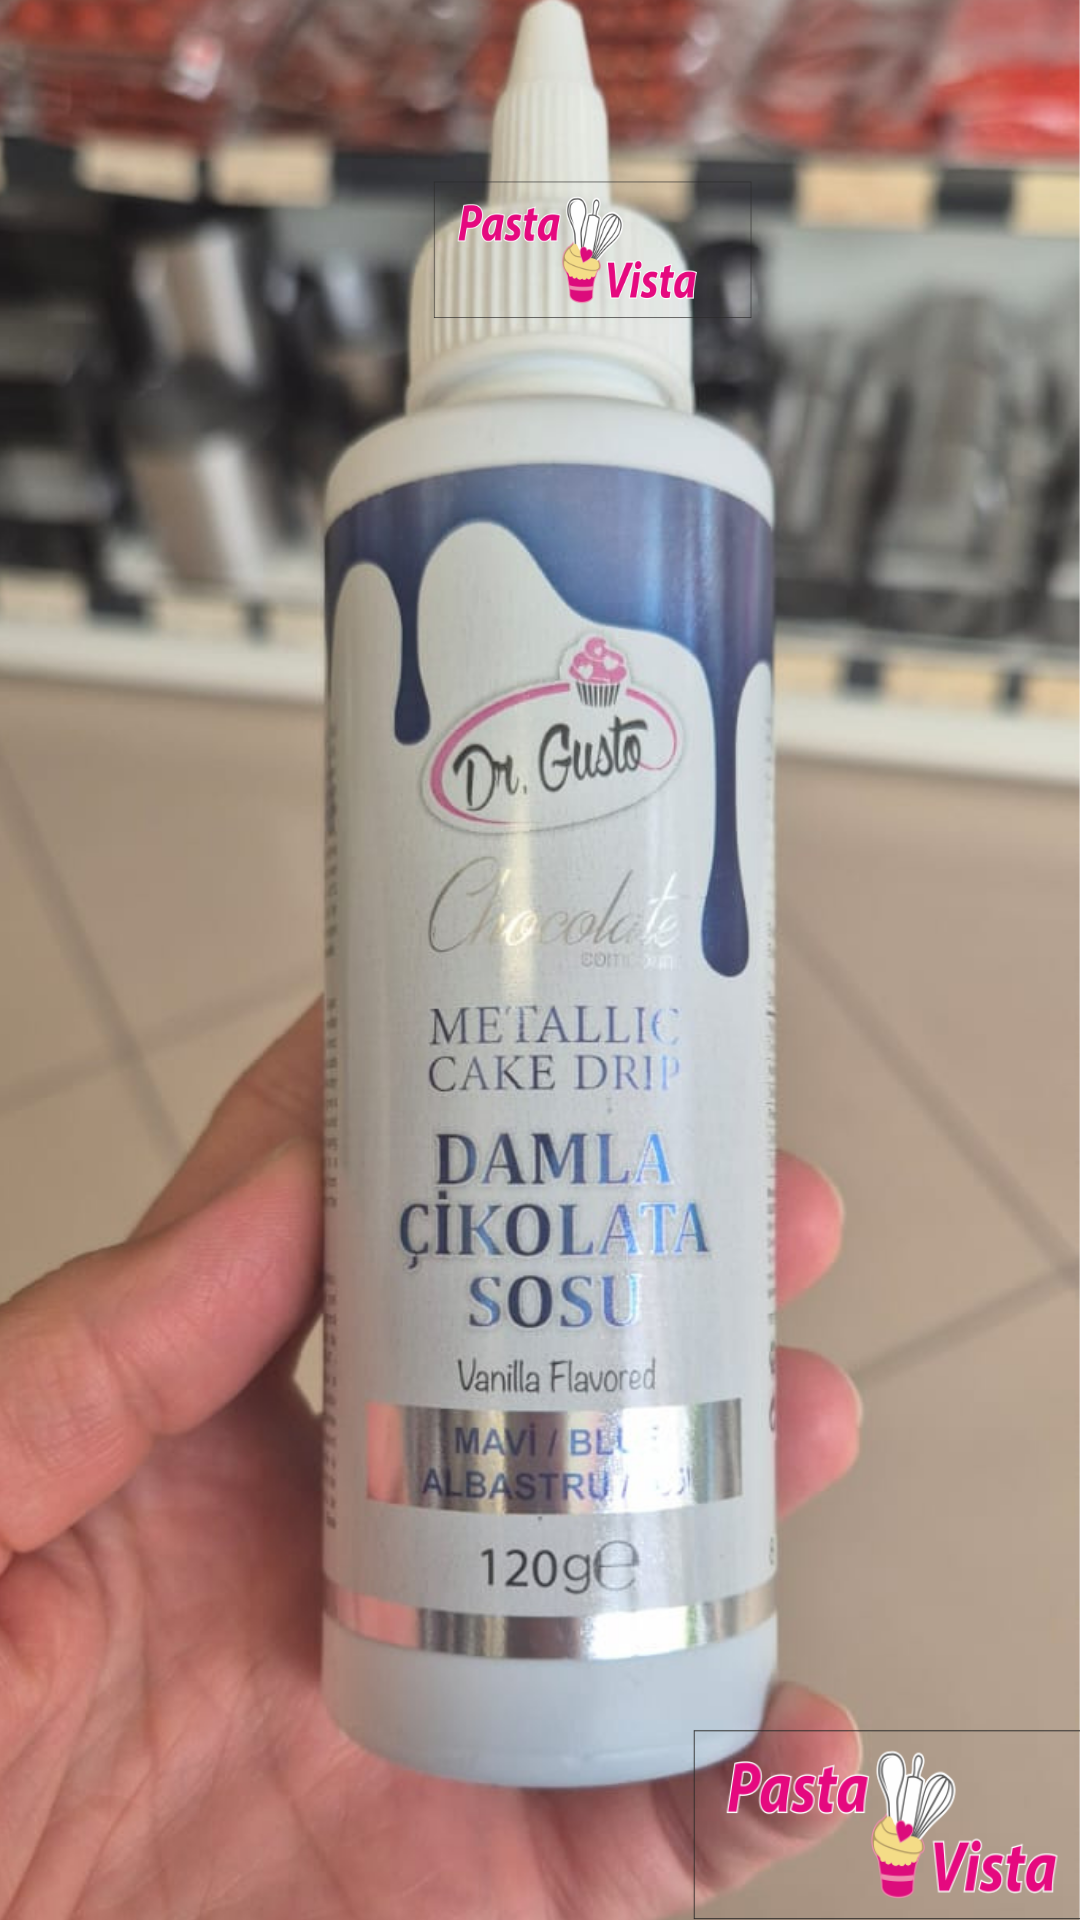 Pasta
Vista
Dr. Gusto
Chocolate
METALLIC
CAKE DRIP
DAMLA
ÇİKOLATA
SOSU
Vanilla Flavored
MAVİ / BLUE
ALBASTRU /
120g℮
Pasta
Vista